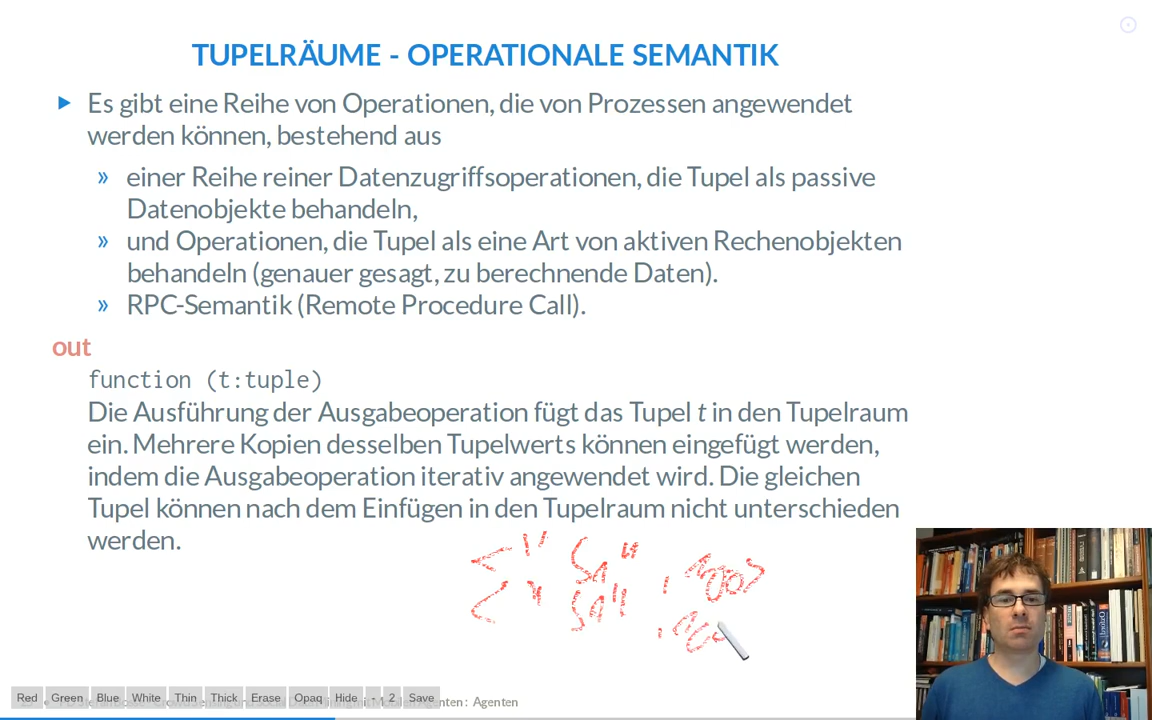 TUPELRÄUME - OPERATIONALE SEMANTIK
Es gibt eine Reihe von Operationen, die von Prozessen angewendet
werden können, bestehend aus
» einer Reihe reiner Datenzugriffsoperationen, die Tupel als passive
Datenobjekte behandeln,
» und Operationen, die Tupel als eine Art von aktiven Rechenobjekten
behandeln (genauer gesagt, zu berechnende Daten).
» RPC-Semantik (Remote Procedure Call).
out
function (t:tuple)
Die Ausführung der Ausgabeoperation fügt das Tupel t in den Tupelraum
ein. Mehrere Kopien desselben Tupelwerts können eingefügt werden,
indem die Ausgabeoperation iterativ angewendet wird. Die gleichen
Tupel können nach dem Einfügen in den Tupelraum nicht unterschieden
werden.
Red Green Blue White Thin Thick Erase Opaq Hide - 2 Save : Agenten